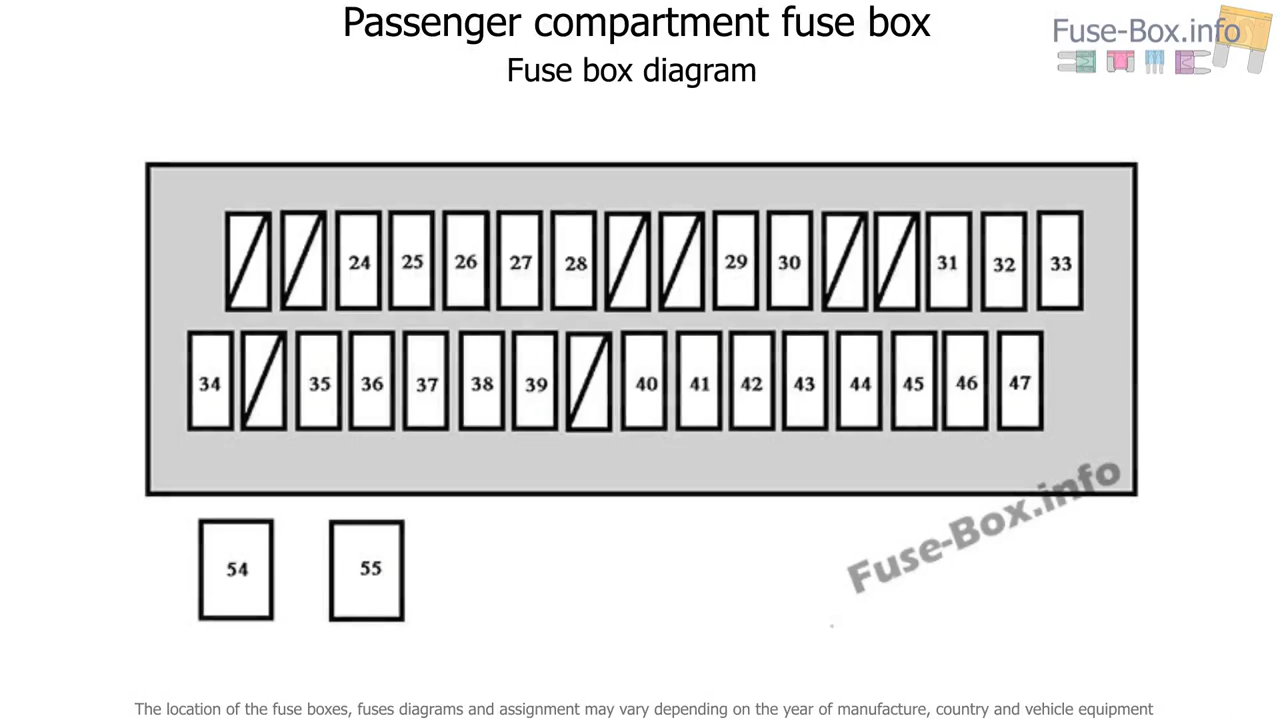 Passenger compartment fuse box
Fuse box diagram
Fuse-Box.info
24 25 26 27 28 29 30 31 32 33
34 35 36 37 38 39 40 41 42 43 44 45 46 47
Fuse-Box.info
54 55
The location of the fuse boxes, fuses diagrams and assignment may vary depending on the year of manufacture, country and vehicle equipment